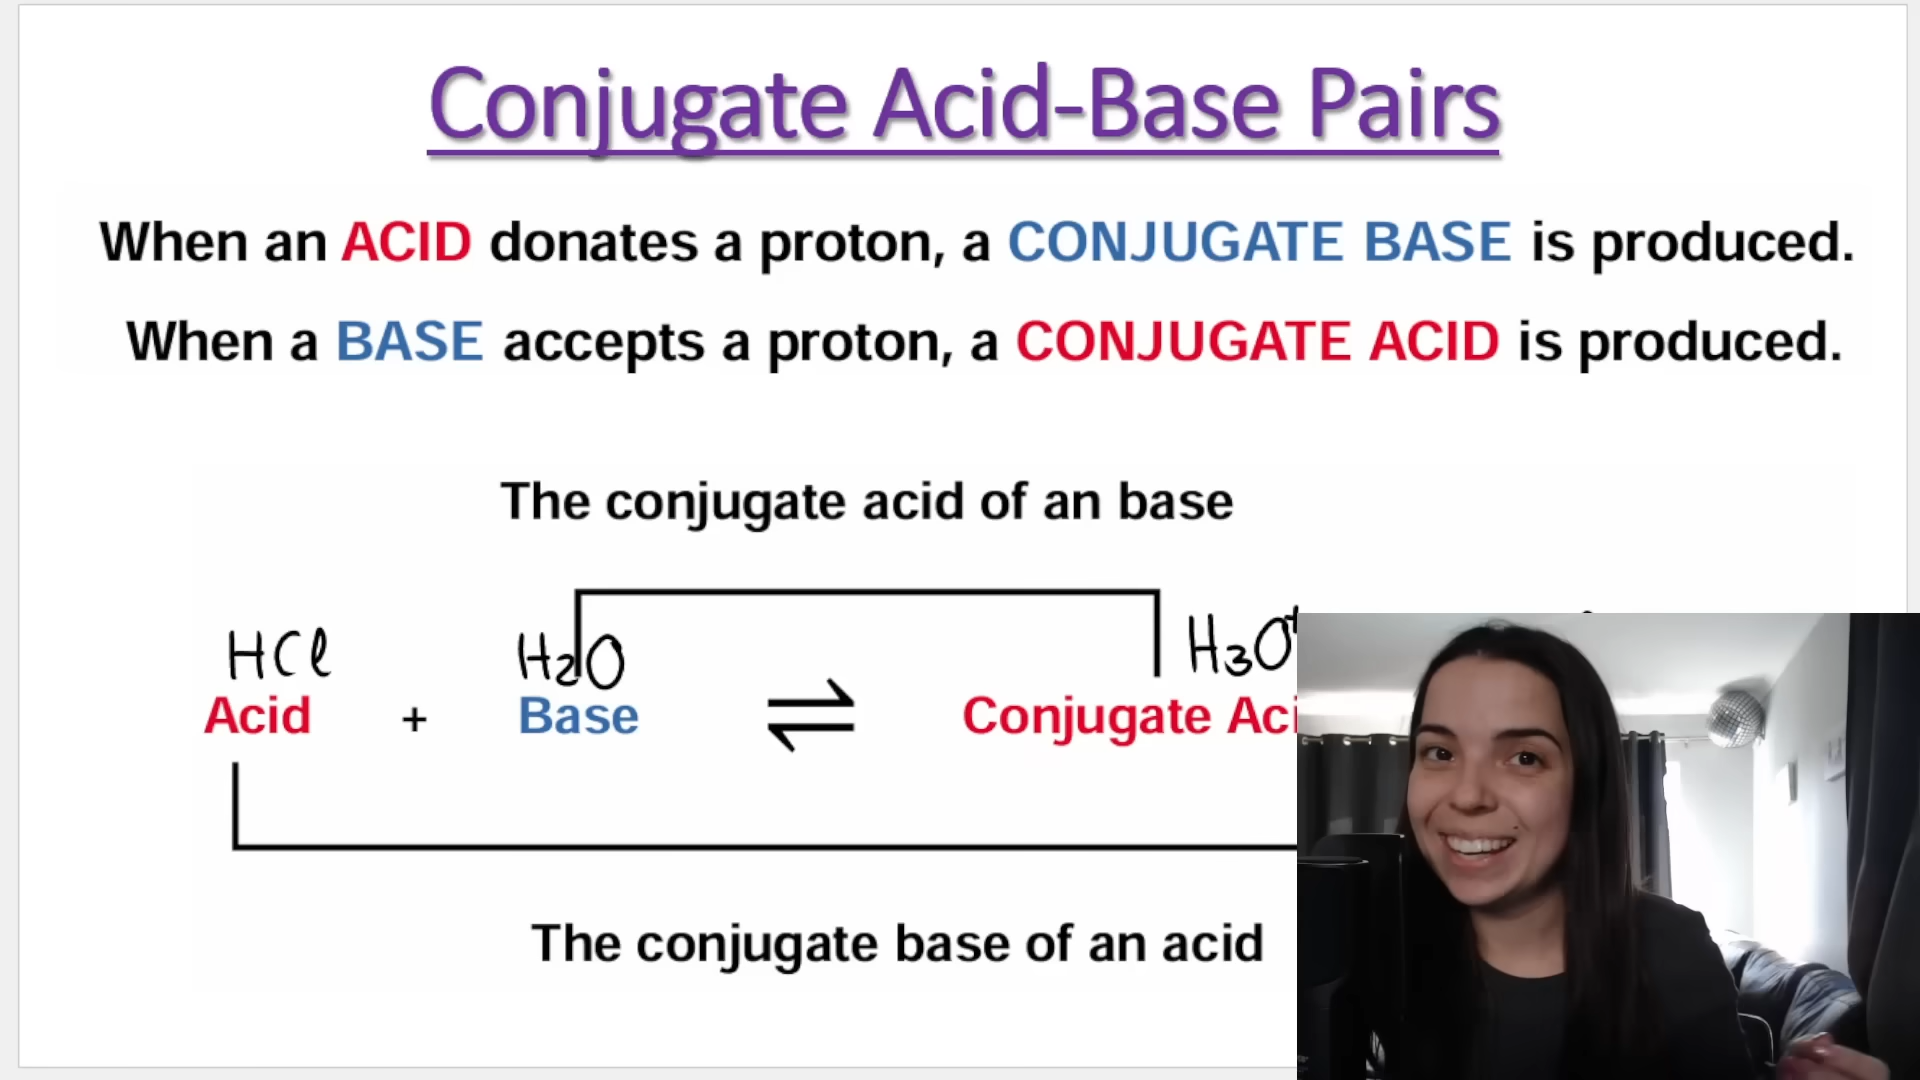 Conjugate Acid-Base Pairs
When an ACID donates a proton, a CONJUGATE BASE is produced.
When a BASE accepts a proton, a CONJUGATE ACID is produced.
The conjugate acid of an base
HCl H2O H3O+
Acid + Base ⇌ Conjugate Aci
The conjugate base of an acid